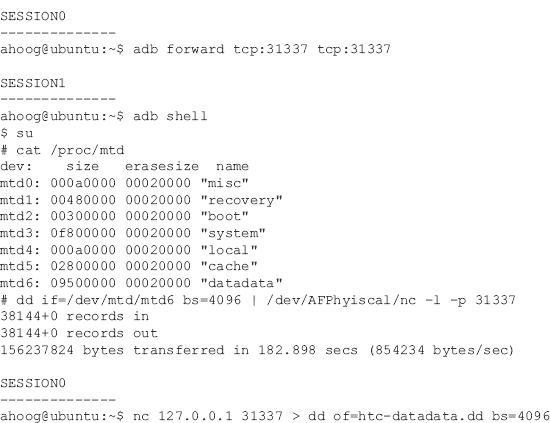 SESSION0
--------------
ahoog@ubuntu:~$ adb forward tcp:31337 tcp:31337
SESSION1
--------------
ahoog@ubuntu:~$ adb shell
$ su
# cat /proc/mtd
dev:    size   erasesize  name
mtd0: 000a0000 00020000 "misc"
mtd1: 00480000 00020000 "recovery"
mtd2: 00300000 00020000 "boot"
mtd3: 0f800000 00020000 "system"
mtd4: 000a0000 00020000 "local"
mtd5: 02800000 00020000 "cache"
mtd6: 09500000 00020000 "datadata"
# dd if=/dev/mtd/mtd6 bs=4096 | /dev/AFPhyiscal/nc -l -p 31337
38144+0 records in
38144+0 records out
156237824 bytes transferred in 182.898 secs (854234 bytes/sec)
SESSION0
--------------
ahoog@ubuntu:~$ nc 127.0.0.1 31337 > dd of=htc-datadata.dd bs=4096